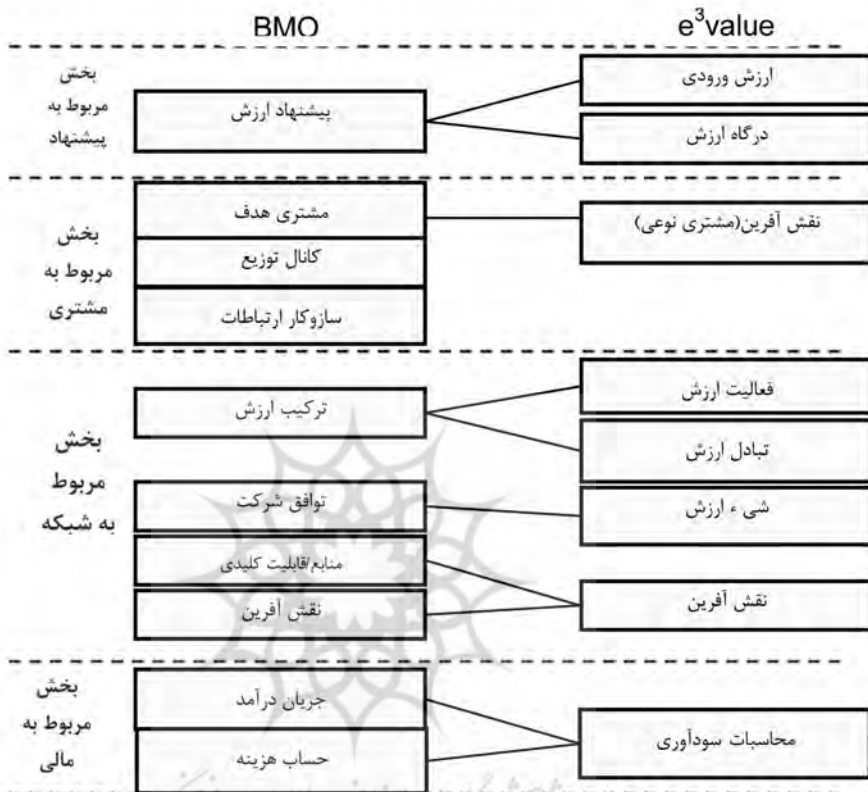 BMO
e³value
بخش
مربوط به
پیشنهاد
پیشنهاد ارزش
ارزش ورودی
درگاه ارزش
بخش
مربوط به
مشتری
مشتری هدف
کانال توزیع
سازوکار ارتباطات
نقش آفرین(مشتری نوعی)
بخش
مربوط
به شبکه
ترکیب ارزش
توافق شرکت
منابع/قابلیت کلیدی
نقش آفرین
فعالیت ارزش
تبادل ارزش
شی ء ارزش
نقش آفرین
بخش
مربوط به
مالی
جریان درآمد
حساب هزینه
محاسبات سودآوری